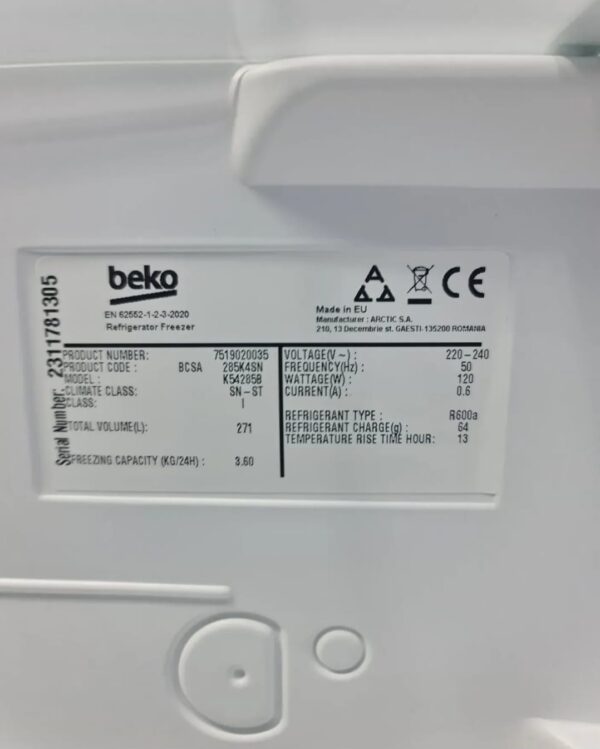 beko
EN 62552-1-2-3-2020
Refrigerator Freezer
CE
Made in EU
Manufacturer : ARCTIC S.A.
210, 13 Decembrie st. GAESTI-135200 ROMANIA
Serial Number: 2311781305
PRODUCT NUMBER: 7519020035
PRODUCT CODE : BCSA 285K4SN
MODEL : K54285B
CLIMATE CLASS: SN-ST
CLASS: I
TOTAL VOLUME(L): 271
FREEZING CAPACITY (KG/24H) : 3.60
VOLTAGE(V ~) : 220-240
FREQUENCY(Hz) : 50
WATTAGE(W) : 120
CURRENT(A) : 0.6
REFRIGERANT TYPE : R600a
REFRIGERANT CHARGE(g) : 64
TEMPERATURE RISE TIME HOUR: 13